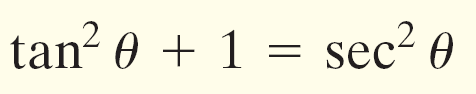 tan² θ + 1 = sec² θ